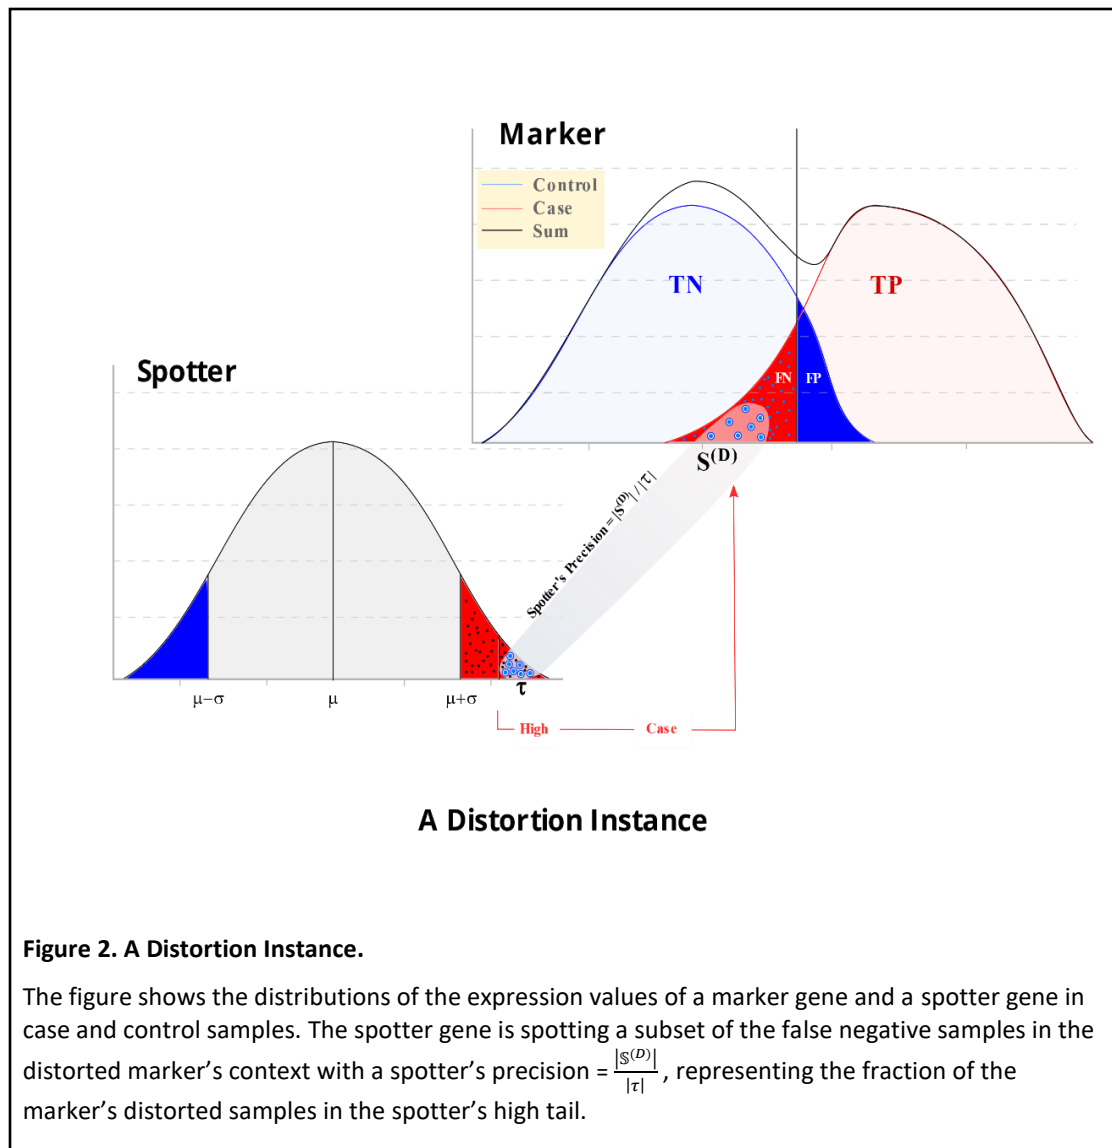 Marker
Control
Case
Sum
TN
TP
FN
FP
S(D)
Spotter
Spotter's Precision = |S(D)| / |τ|
τ
μ−σ
μ
μ+σ
High
Case
A Distortion Instance
Figure 2. A Distortion Instance.
The figure shows the distributions of the expression values of a marker gene and a spotter gene in
case and control samples. The spotter gene is spotting a subset of the false negative samples in the
distorted marker’s context with a spotter’s precision = |𝕊(D)| / |τ|, representing the fraction of the
marker’s distorted samples in the spotter’s high tail.